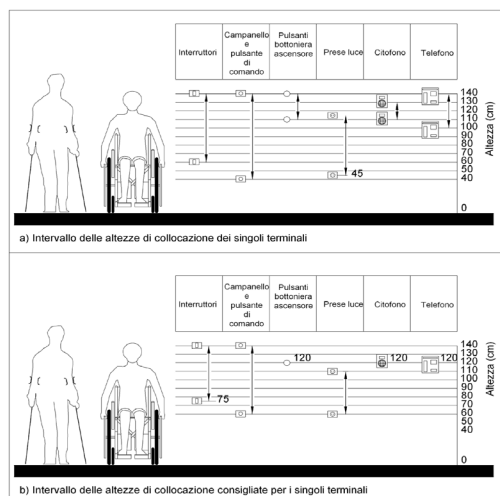 Interruttori
Campanello
e
pulsante
di
comando
Pulsanti
bottoniera
ascensore
Prese luce
Citofono
Telefono
140
130
120
110
100
90
80
70
60
50
40
45
0
Altezza (cm)
a) Intervallo delle altezze di collocazione dei singoli terminali
Interruttori
Campanello
e
pulsante
di
comando
Pulsanti
bottoniera
ascensore
Prese luce
Citofono
Telefono
140
130
120
120
120
120
110
100
90
80
75
70
60
50
40
0
Altezza (cm)
b) Intervallo delle altezze di collocazione consigliate per i singoli terminali